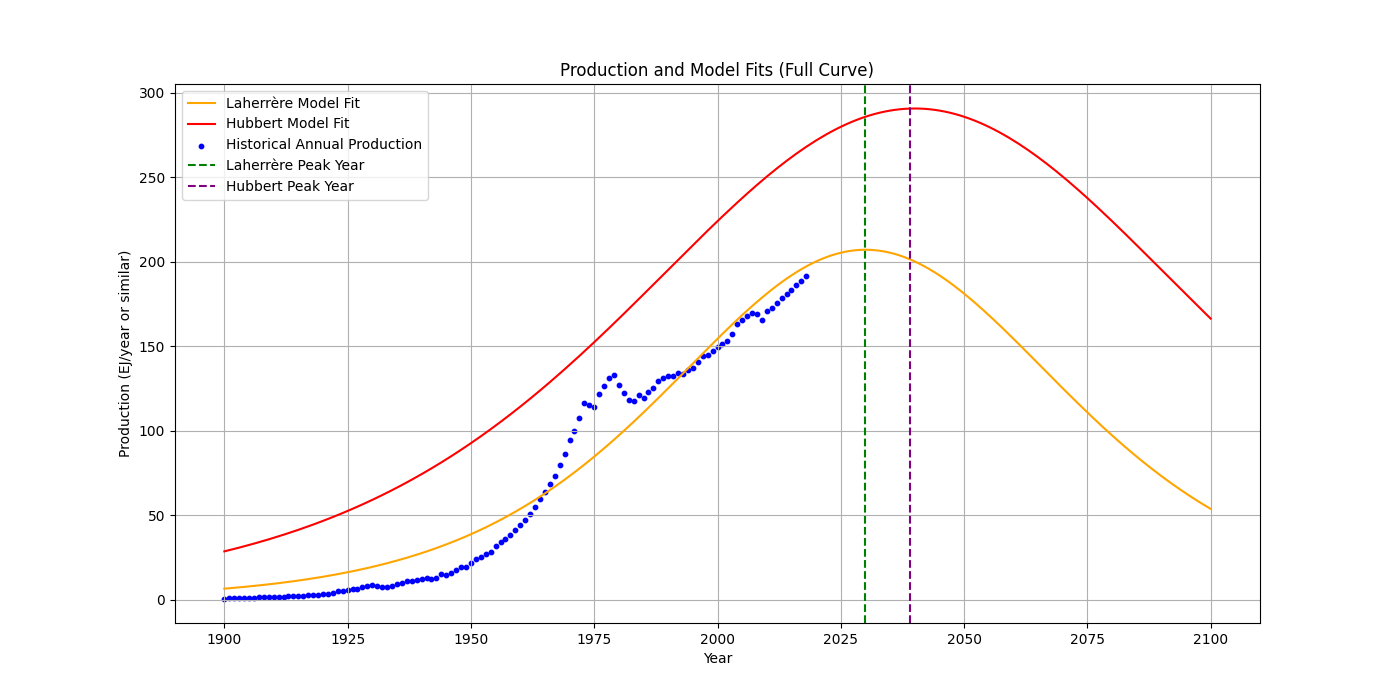 Production and Model Fits (Full Curve)
Laherrère Model Fit
Hubbert Model Fit
Historical Annual Production
Laherrère Peak Year
Hubbert Peak Year
Production (EJ/year or similar)
300
250
200
150
100
50
0
1900 1925 1950 1975 2000 2025 2050 2075 2100
Year